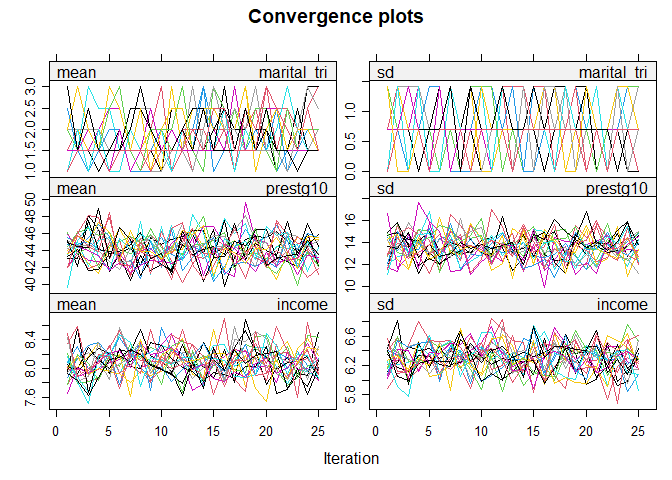 Convergence plots
mean marital_tri
sd marital_tri
1.0 1.5 2.0 2.5 3.0
0.0 0.5 1.0
mean prestg10
sd prestg10
40 42 44 46 48 50
10 12 14 16
mean income
sd income
7.6 8.0 8.4
5.8 6.2 6.6
0 5 10 15 20 25
0 5 10 15 20 25
Iteration